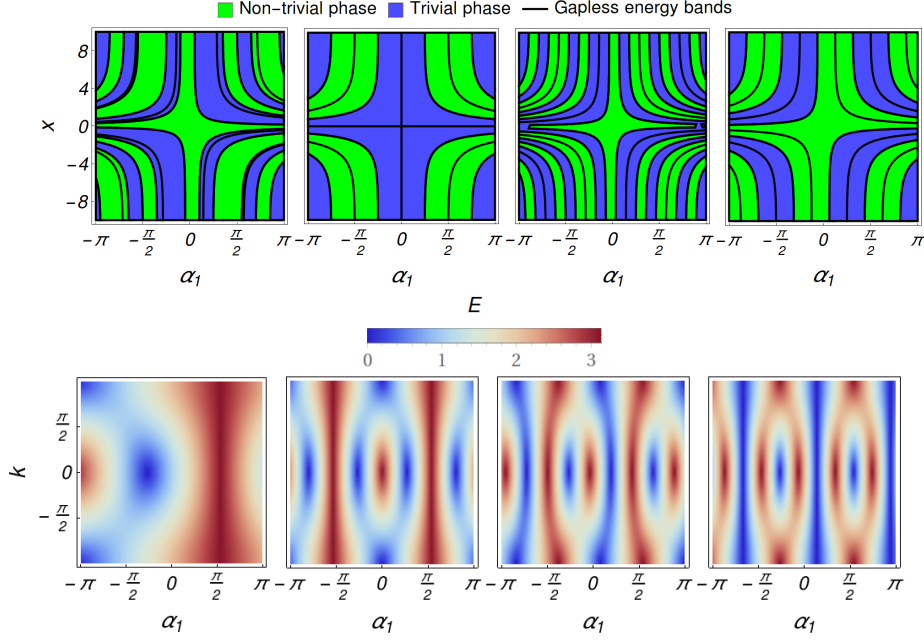 Non-trivial phase Trivial phase Gapless energy bands
x
8
4
0
-4
-8
-π -π/2 0 π/2 π -π -π/2 0 π/2 π -π -π/2 0 π/2 π -π -π/2 0 π/2 π
α1 α1 α1 α1
E
0 1 2 3
k
π/2
0
-π/2
-π -π/2 0 π/2 π -π -π/2 0 π/2 π -π -π/2 0 π/2 π -π -π/2 0 π/2 π
α1 α1 α1 α1